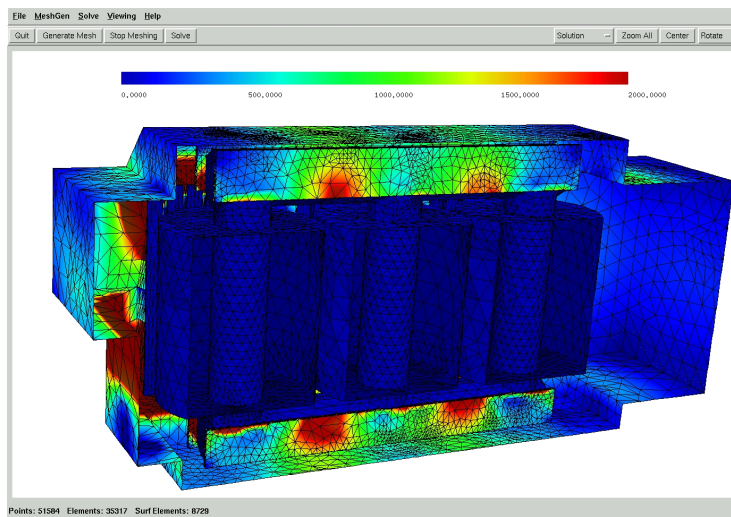 File MeshGen Solve Viewing Help
Quit Generate Mesh Stop Meshing Solve Solution Zoom All Center Rotate
0.0000 500.0000 1000.0000 1500.0000 2000.0000
Points: 51584 Elements: 35317 Surf Elements: 8729